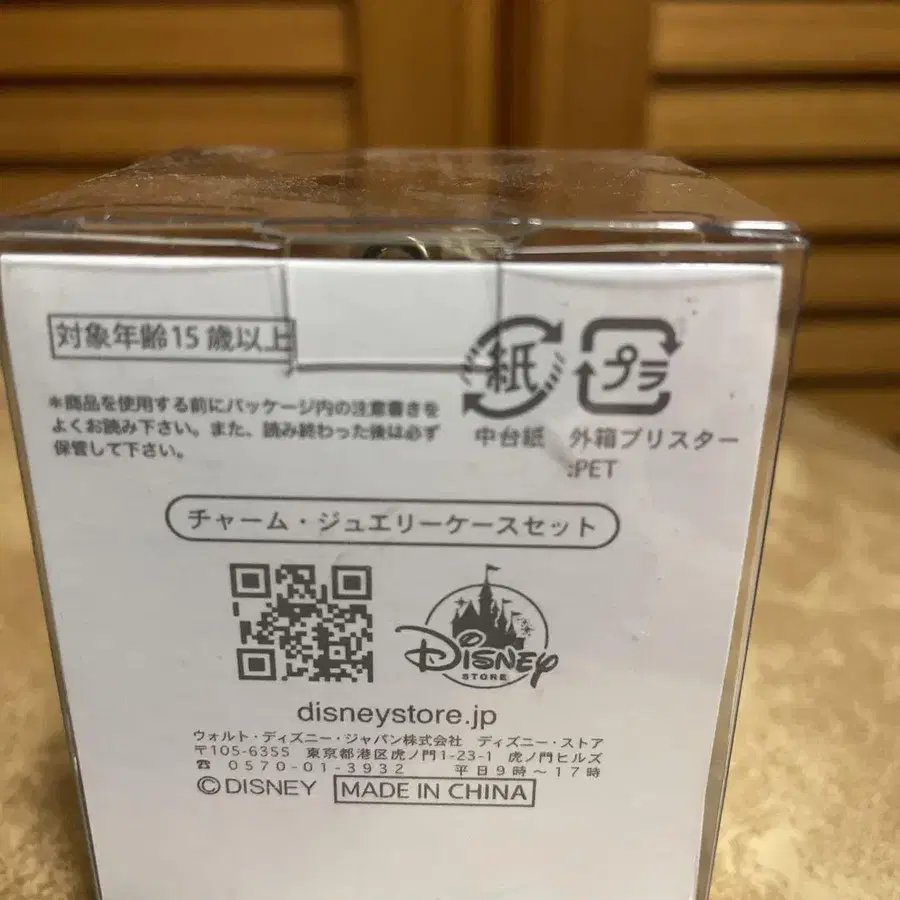 対象年齢15歳以上
*商品を使用する前にパッケージ内の注意書きを
よくお読み下さい。また、読み終わった後は必ず
保管して下さい。
紙
プラ
中台紙
外箱ブリスター
:PET
チャーム・ジュエリーケースセット
Disney
STORE
disneystore.jp
ウォルト・ディズニー・ジャパン株式会社 ディズニー・ストア
〒105-6355 東京都港区虎ノ門1-23-1 虎ノ門ヒルズ
☎ 0570-01-3932 平日9時~17時
©DISNEY
MADE IN CHINA